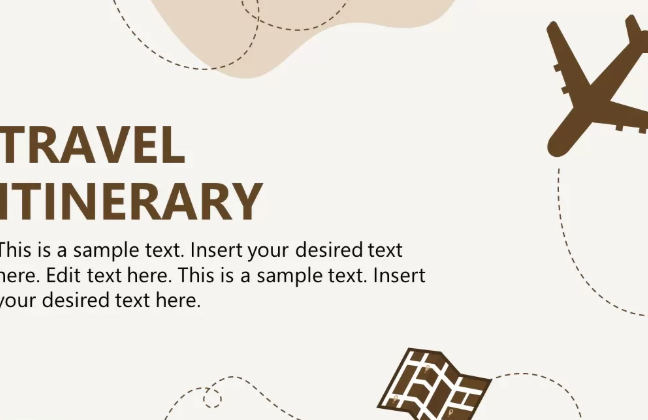 TRAVEL
ITINERARY
This is a sample text. Insert your desired text
here. Edit text here. This is a sample text. Insert
your desired text here.